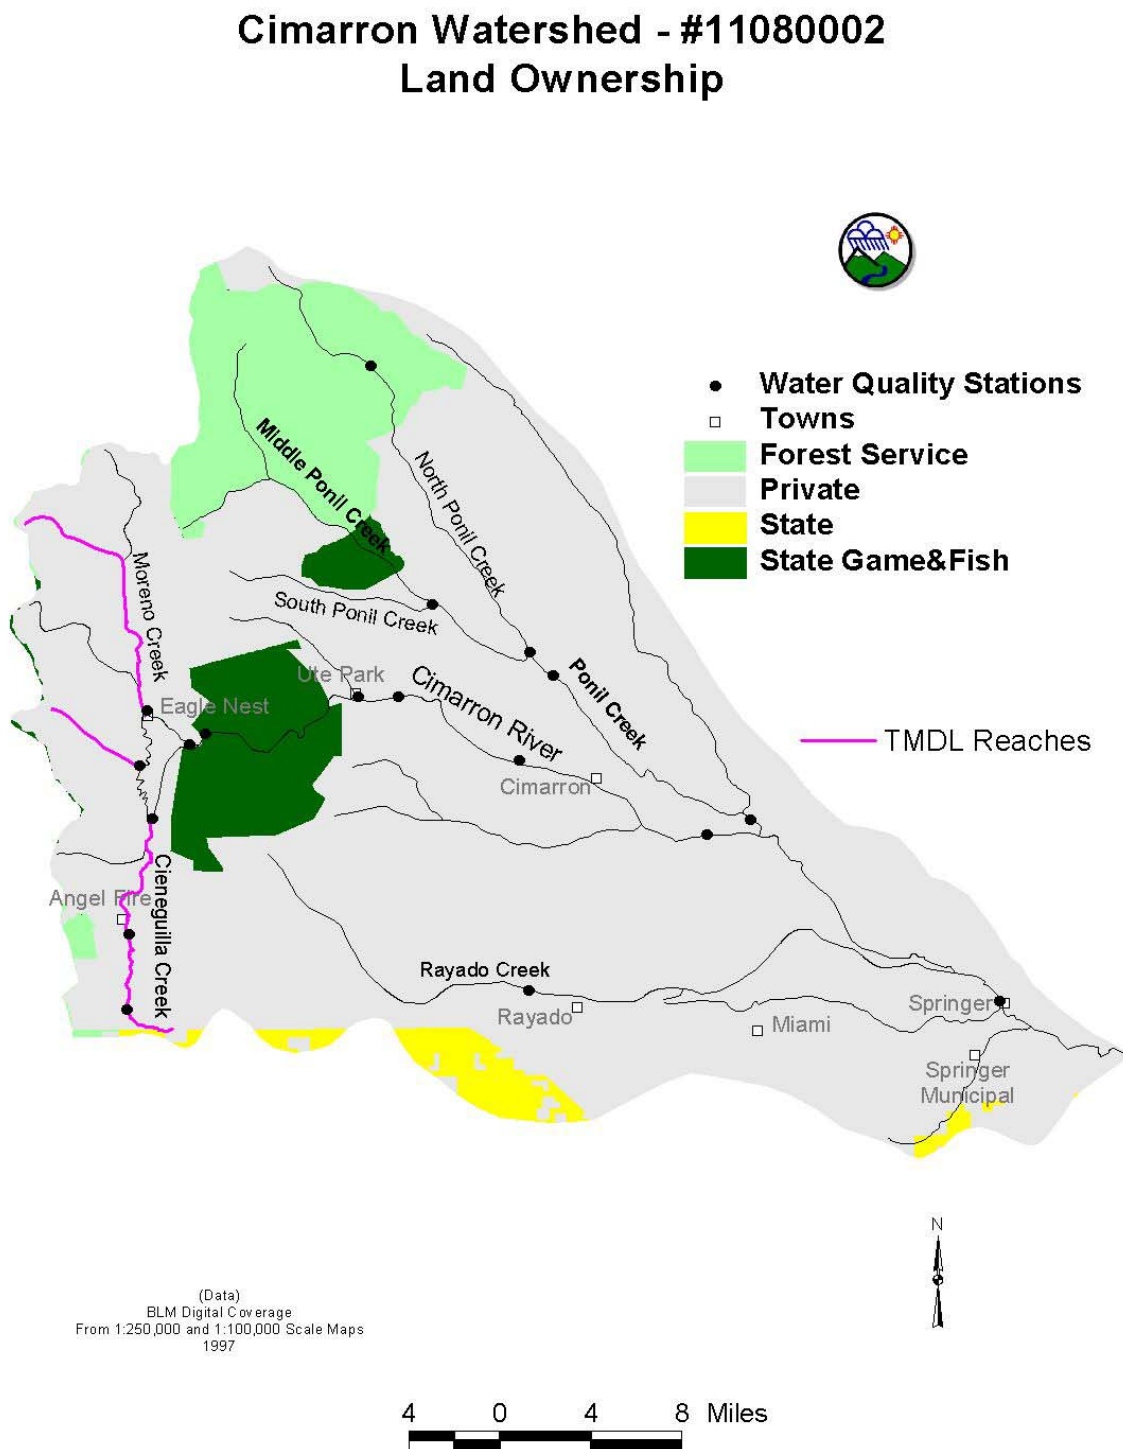 Cimarron Watershed - #11080002
Land Ownership
Water Quality Stations
Towns
Forest Service
Private
State
State Game&Fish
TMDL Reaches
Middle Ponil Creek
North Ponil Creek
Moreno Creek
South Ponil Creek
Ute Park
Eagle Nest
Cimarron River
Ponil Creek
Cimarron
Angel Fire
Cieneguilla Creek
Rayado Creek
Rayado
Miami
Springer
Springer
Municipal
N
(Data)
BLM Digital Coverage
From 1:250,000 and 1:100,000 Scale Maps
1997
4 0 4 8 Miles